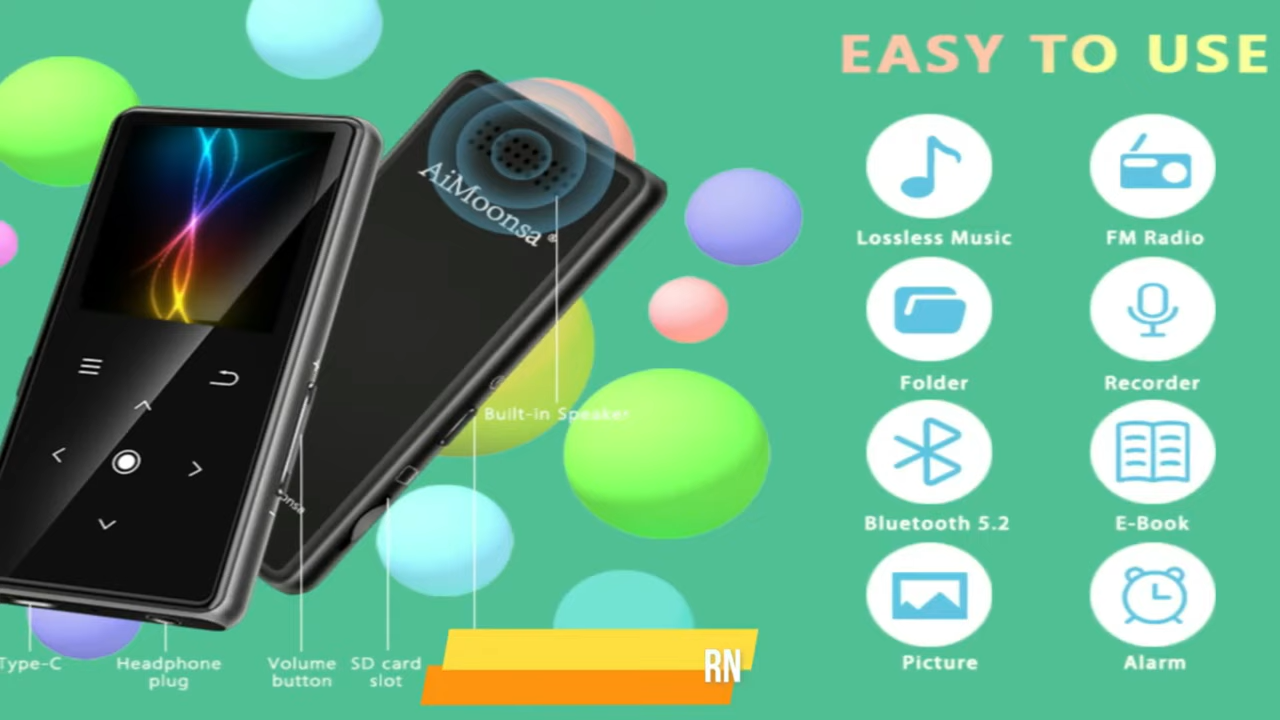 EASY TO USE
AiMoonsa®
Lossless Music
FM Radio
Folder
Recorder
Built-in Speaker
Bluetooth 5.2
E-Book
Picture
Alarm
Type-C
Headphone
plug
Volume
button
SD card
slot
RN